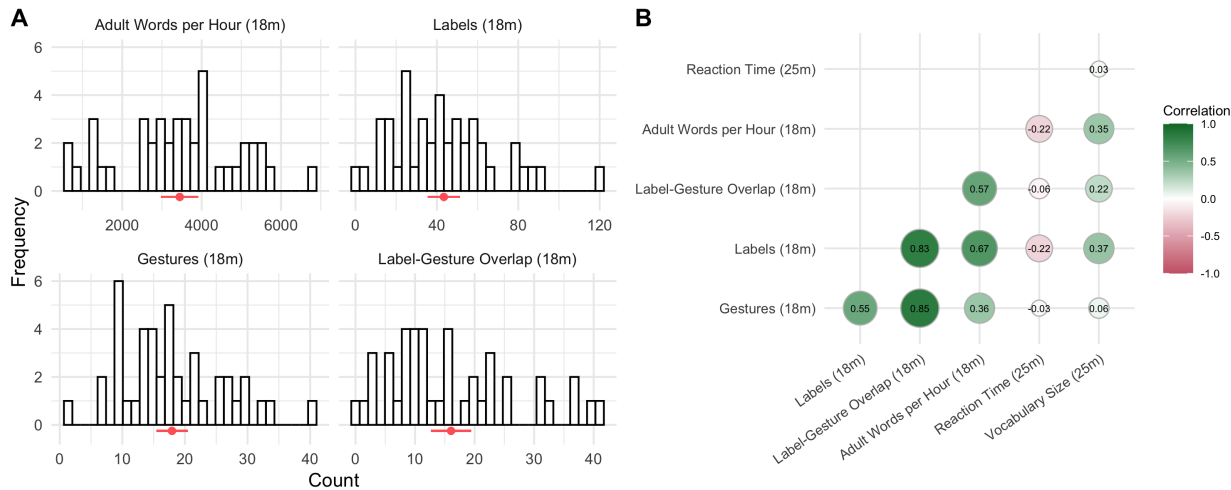 A
Adult Words per Hour (18m)
Labels (18m)
6
4
2
0
2000 4000 6000
0 40 80 120
Gestures (18m)
Label-Gesture Overlap (18m)
6
4
2
0
0 10 20 30 40
0 10 20 30 40
Frequency
Count
B
Reaction Time (25m)
0.03
Adult Words per Hour (18m)
-0.22 0.35
Label-Gesture Overlap (18m)
0.57 -0.06 0.22
Labels (18m)
0.83 0.67 -0.22 0.37
Gestures (18m)
0.55 0.85 0.36 -0.03 0.06
Labels (18m)
Label-Gesture Overlap (18m)
Adult Words per Hour (18m)
Reaction Time (25m)
Vocabulary Size (25m)
Correlation
1.0
0.5
0.0
-0.5
-1.0